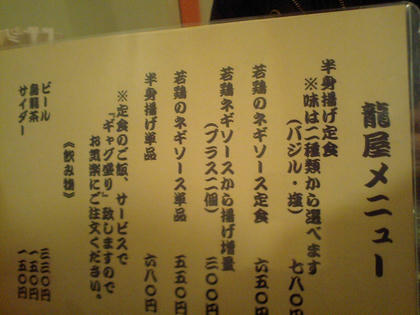 龍屋メニュー
半身揚げ定食 七八〇円
※味は二種類から選べます
(バジル・塩)
若鶏のネギソース定食 六五〇円
若鶏ネギソースから揚げ増量 三〇〇円
(プラス二個)
若鶏のネギソース単品 五五〇円
半身揚げ単品 六八〇円
※定食のご飯、サービスで
『ギャグ盛り』致しますので
お気楽にご注文ください。
《飲み物》
ビール 三三〇円
烏龍茶 一五〇円
サイダー 一五〇円